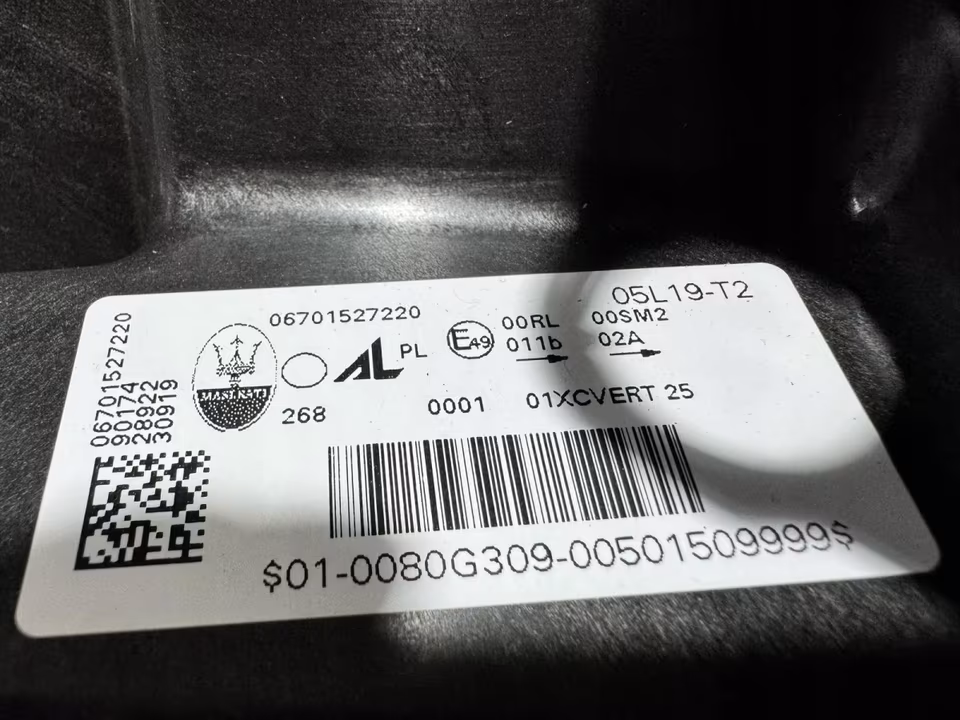 05L19-T2
06701527220
00RL 00SM2
AL PL E49 011b 02A
MASERATI
268 0001 01XCVERT 25
06701527220
90174
28922
30919
$01-0080G309-00501509999$